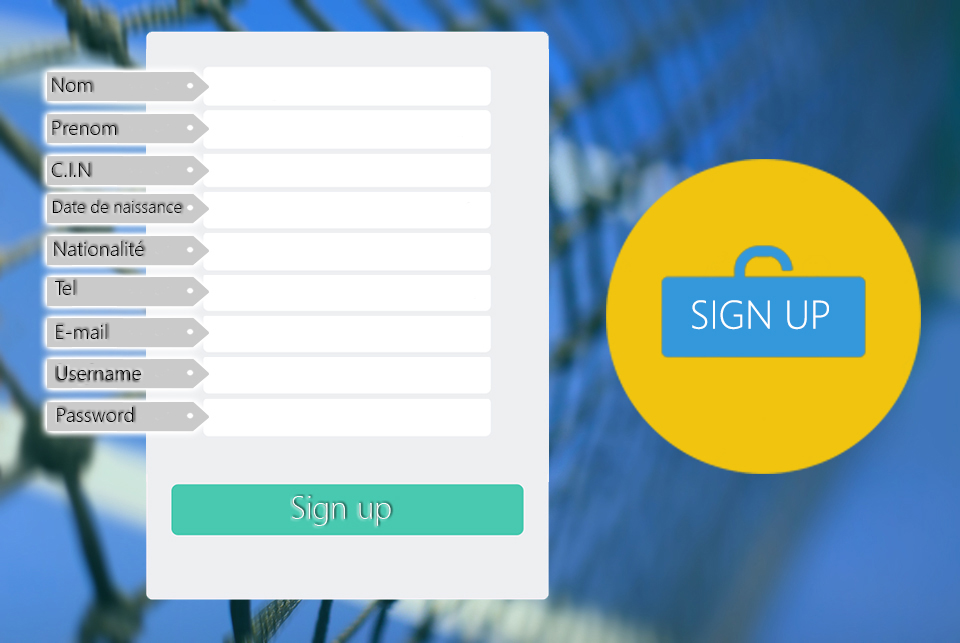 Nom
Prenom
C.I.N
Date de naissance
Nationalité
Tel
E-mail
Username
Password
Sign up
SIGN UP